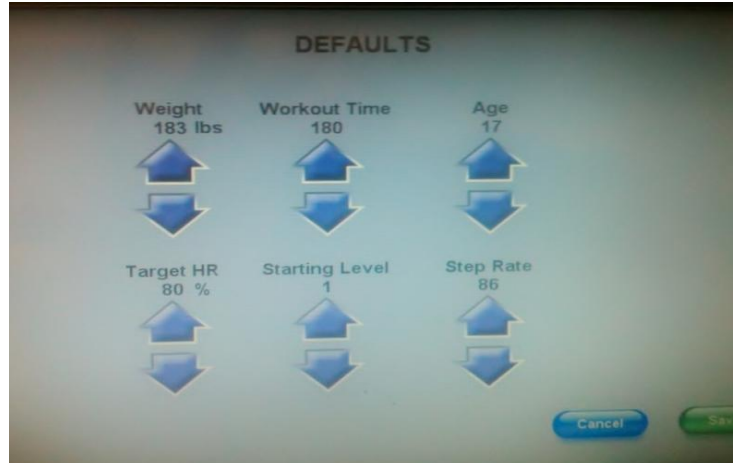 DEFAULTS
Weight Workout Time Age
183 lbs 180 17
Target HR Starting Level Step Rate
80 % 1 86
Cancel